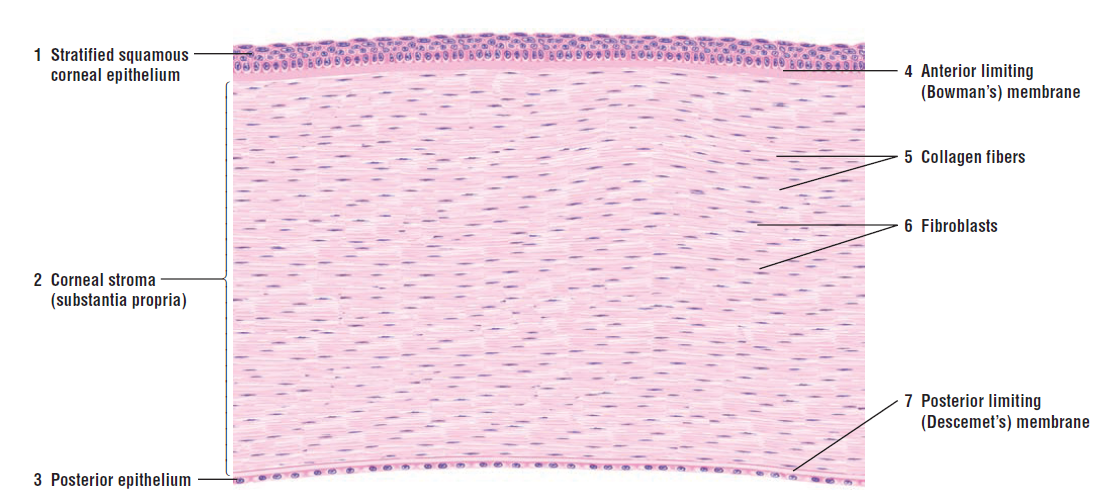 1 Stratified squamous
corneal epithelium
2 Corneal stroma
(substantia propria)
3 Posterior epithelium
4 Anterior limiting
(Bowman's) membrane
5 Collagen fibers
6 Fibroblasts
7 Posterior limiting
(Descemet's) membrane